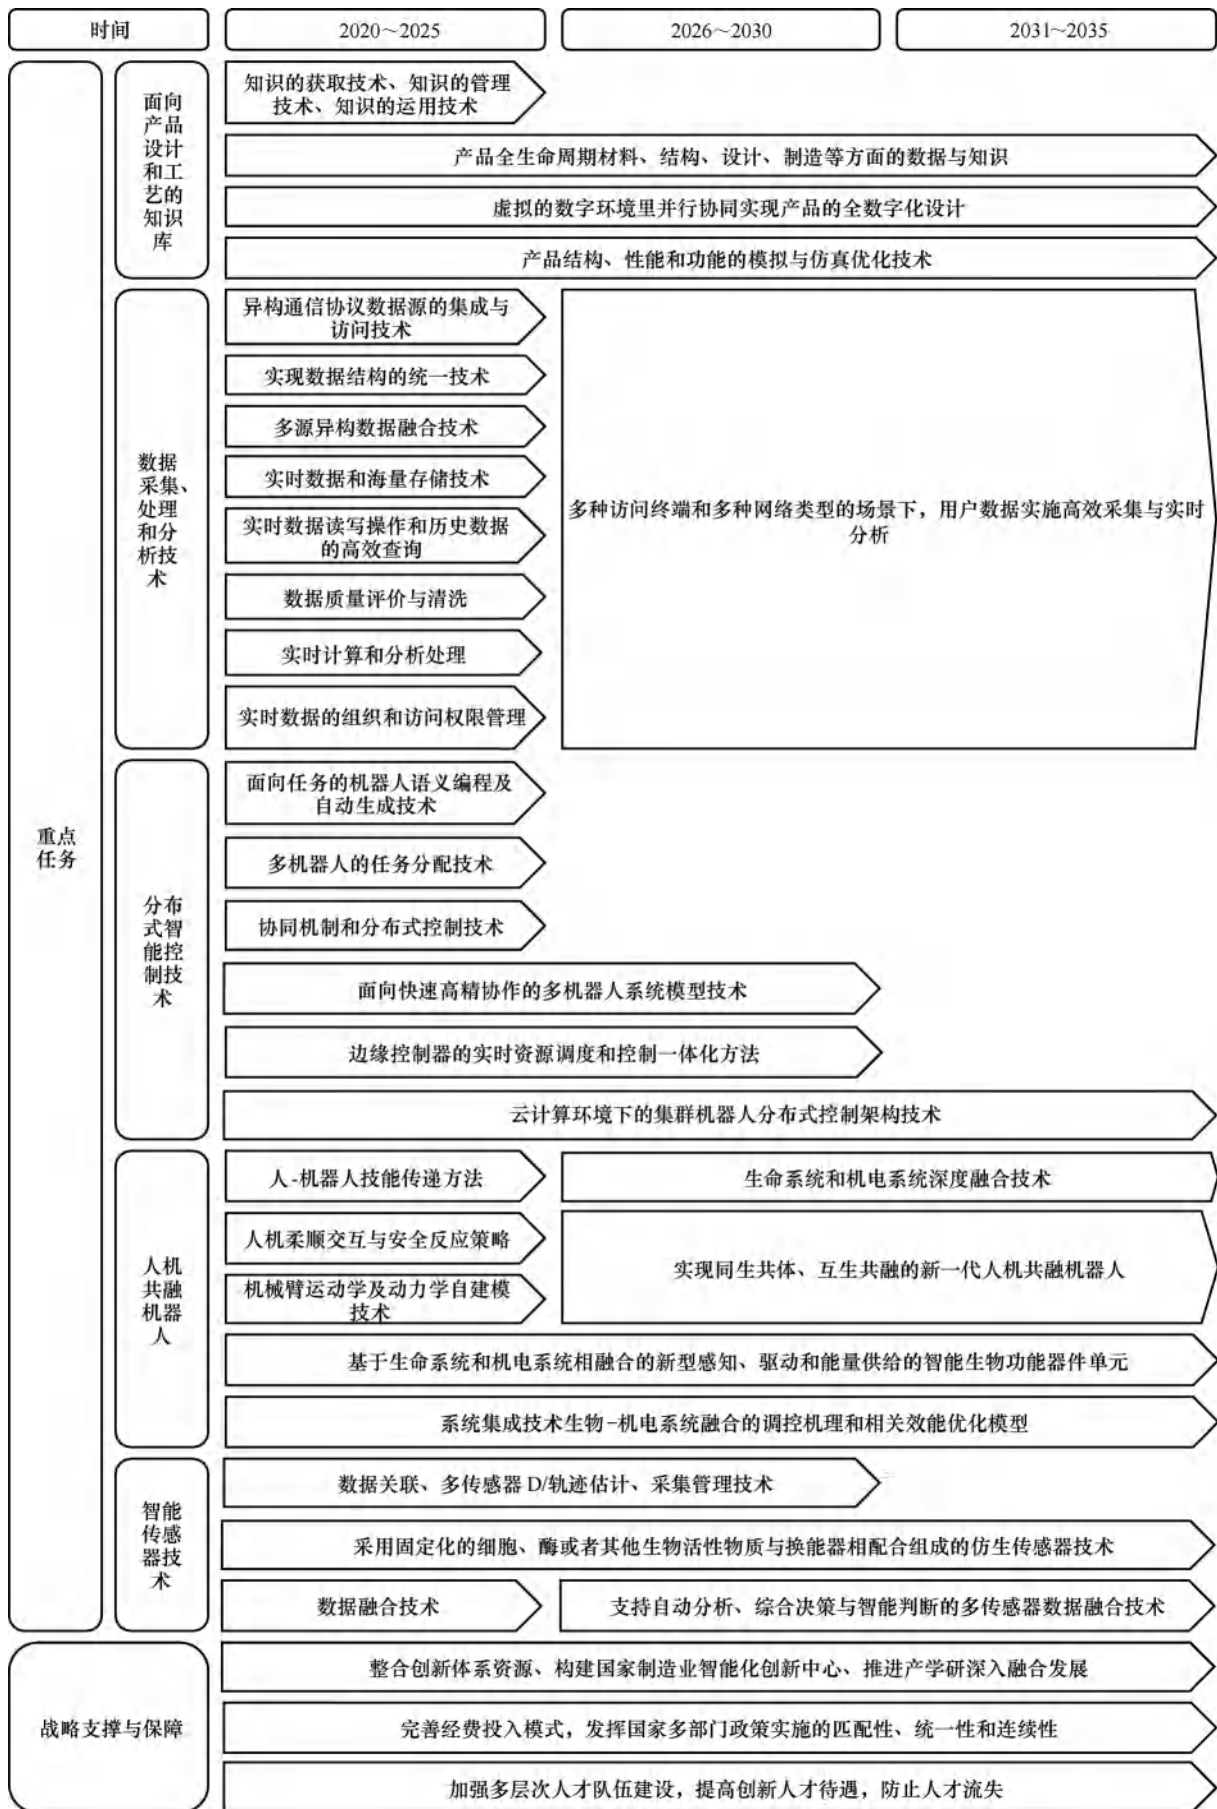 时间
2020～2025
2026～2030
2031~2035
重点
任务
面向
产品
设计
和工
艺的
知识
库
知识的获取技术、知识的管理
技术、知识的运用技术
产品全生命周期材料、结构、设计、制造等方面的数据与知识
虚拟的数字环境里并行协同实现产品的全数字化设计
产品结构、性能和功能的模拟与仿真优化技术
数据
采集、
处理
和分
析技
术
异构通信协议数据源的集成与
访问技术
实现数据结构的统一技术
多源异构数据融合技术
实时数据和海量存储技术
实时数据读写操作和历史数据
的高效查询
数据质量评价与清洗
实时计算和分析处理
实时数据的组织和访问权限管理
多种访问终端和多种网络类型的场景下，用户数据实施高效采集与实时
分析
分布
式智
能控
制技
术
面向任务的机器人语义编程及
自动生成技术
多机器人的任务分配技术
协同机制和分布式控制技术
面向快速高精协作的多机器人系统模型技术
边缘控制器的实时资源调度和控制一体化方法
云计算环境下的集群机器人分布式控制架构技术
人机
共融
机器
人
人-机器人技能传递方法
生命系统和机电系统深度融合技术
人机柔顺交互与安全反应策略
机械臂运动学及动力学自建模
技术
实现同生共体、互生共融的新一代人机共融机器人
基于生命系统和机电系统相融合的新型感知、驱动和能量供给的智能生物功能器件单元
系统集成技术生物-机电系统融合的调控机理和相关效能优化模型
智能
传感
器技
术
数据关联、多传感器 D/轨迹估计、采集管理技术
采用固定化的细胞、酶或者其他生物活性物质与换能器相配合组成的仿生传感器技术
数据融合技术
支持自动分析、综合决策与智能判断的多传感器数据融合技术
战略支撑与保障
整合创新体系资源、构建国家制造业智能化创新中心、推进产学研深入融合发展
完善经费投入模式，发挥国家多部门政策实施的匹配性、统一性和连续性
加强多层次人才队伍建设，提高创新人才待遇，防止人才流失